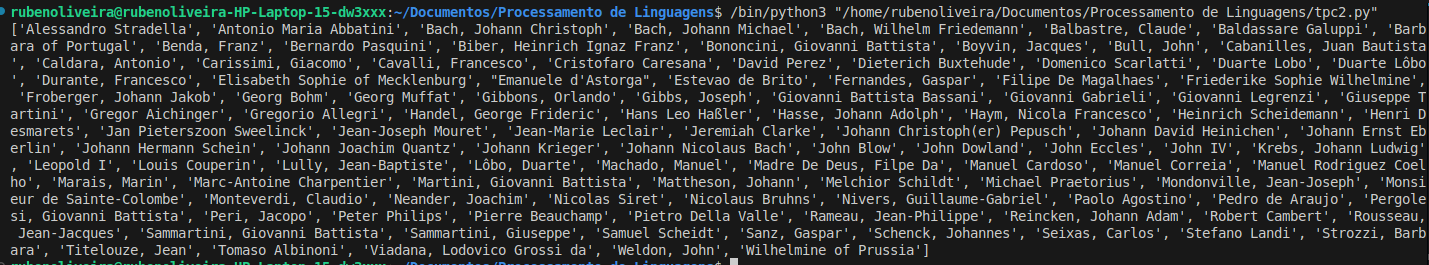 rubenoliveira@rubenoliveira-HP-Laptop-15-dw3xxx:~/Documentos/Processamento de Linguagens$ /bin/python3 "/home/rubenoliveira/Documentos/Processamento de Linguagens/tpc2.py"
['Alessandro Stradella', 'Antonio Maria Abbatini', 'Bach, Johann Christoph', 'Bach, Johann Michael', 'Bach, Wilhelm Friedemann', 'Balbastre, Claude', 'Baldassare Galuppi', 'Barb
ara of Portugal', 'Benda, Franz', 'Bernardo Pasquini', 'Biber, Heinrich Ignaz Franz', 'Bononcini, Giovanni Battista', 'Boyvin, Jacques', 'Bull, John', 'Cabanilles, Juan Bautista
', 'Caldara, Antonio', 'Carissimi, Giacomo', 'Cavalli, Francesco', 'Cristofaro Caresana', 'David Perez', 'Dieterich Buxtehude', 'Domenico Scarlatti', 'Duarte Lobo', 'Duarte Lôbo
', 'Durante, Francesco', 'Elisabeth Sophie of Mecklenburg', "Emanuele d'Astorga", 'Estevao de Brito', 'Fernandes, Gaspar', 'Filipe De Magalhaes', 'Friederike Sophie Wilhelmine',
 'Froberger, Johann Jakob', 'Georg Bohm', 'Georg Muffat', 'Gibbons, Orlando', 'Gibbs, Joseph', 'Giovanni Battista Bassani', 'Giovanni Gabrieli', 'Giovanni Legrenzi', 'Giuseppe T
artini', 'Gregor Aichinger', 'Gregorio Allegri', 'Handel, George Frideric', 'Hans Leo Haßler', 'Hasse, Johann Adolph', 'Haym, Nicola Francesco', 'Heinrich Scheidemann', 'Henri D
esmarets', 'Jan Pieterszoon Sweelinck', 'Jean-Joseph Mouret', 'Jean-Marie Leclair', 'Jeremiah Clarke', 'Johann Christoph(er) Pepusch', 'Johann David Heinichen', 'Johann Ernst Eb
erlin', 'Johann Hermann Schein', 'Johann Joachim Quantz', 'Johann Krieger', 'Johann Nicolaus Bach', 'John Blow', 'John Dowland', 'John Eccles', 'John IV', 'Krebs, Johann Ludwig'
, 'Leopold I', 'Louis Couperin', 'Lully, Jean-Baptiste', 'Lôbo, Duarte', 'Machado, Manuel', 'Madre De Deus, Filpe Da', 'Manuel Cardoso', 'Manuel Correia', 'Manuel Rodriguez Coel
ho', 'Marais, Marin', 'Marc-Antoine Charpentier', 'Martini, Giovanni Battista', 'Mattheson, Johann', 'Melchior Schildt', 'Michael Praetorius', 'Mondonville, Jean-Joseph', 'Monsi
eur de Sainte-Colombe', 'Monteverdi, Claudio', 'Neander, Joachim', 'Nicolas Siret', 'Nicolaus Bruhns', 'Nivers, Guillaume-Gabriel', 'Paolo Agostino', 'Pedro de Araujo', 'Pergole
si, Giovanni Battista', 'Peri, Jacopo', 'Peter Philips', 'Pierre Beauchamp', 'Pietro Della Valle', 'Rameau, Jean-Philippe', 'Reincken, Johann Adam', 'Robert Cambert', 'Rousseau,
 Jean-Jacques', 'Sammartini, Giovanni Battista', 'Sammartini, Giuseppe', 'Samuel Scheidt', 'Sanz, Gaspar', 'Schenck, Johannes', 'Seixas, Carlos', 'Stefano Landi', 'Strozzi, Barb
ara', 'Titelouze, Jean', 'Tomaso Albinoni', 'Viadana, Lodovico Grossi da', 'Weldon, John', 'Wilhelmine of Prussia']
rubenoliveira@rubenoliveira-HP-Laptop-15-dw3xxx:~/Documentos/Processamento de Linguagens$